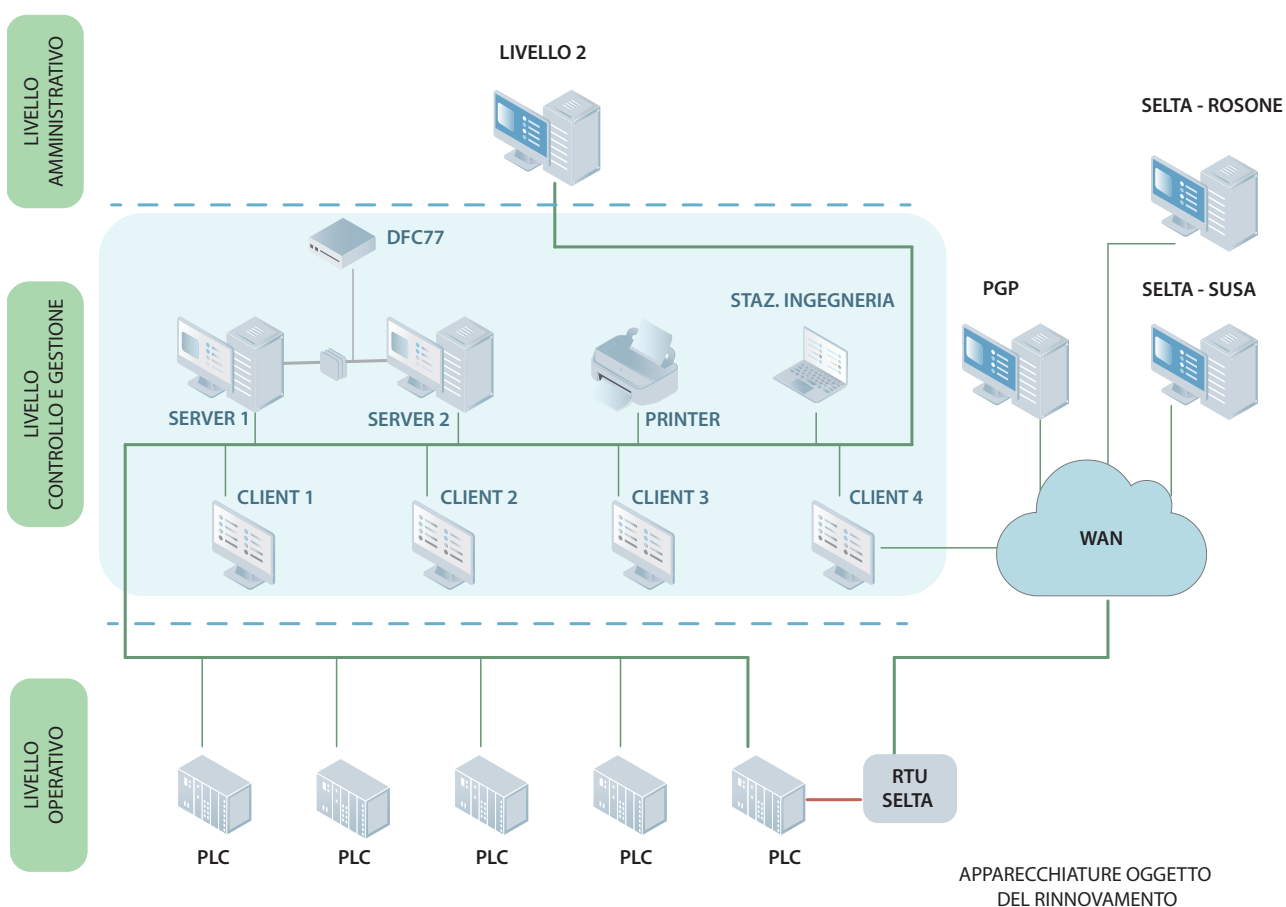 LIVELLO
AMMINISTRATIVO
LIVELLO 2
SELTA - ROSONE
DFC77
LIVELLO
CONTROLLO E GESTIONE
STAZ. INGEGNERIA
PGP
SELTA - SUSA
SERVER 1
SERVER 2
PRINTER
CLIENT 1
CLIENT 2
CLIENT 3
CLIENT 4
WAN
LIVELLO
OPERATIVO
RTU
SELTA
PLC
PLC
PLC
PLC
PLC
APPARECCHIATURE OGGETTO
DEL RINNOVAMENTO